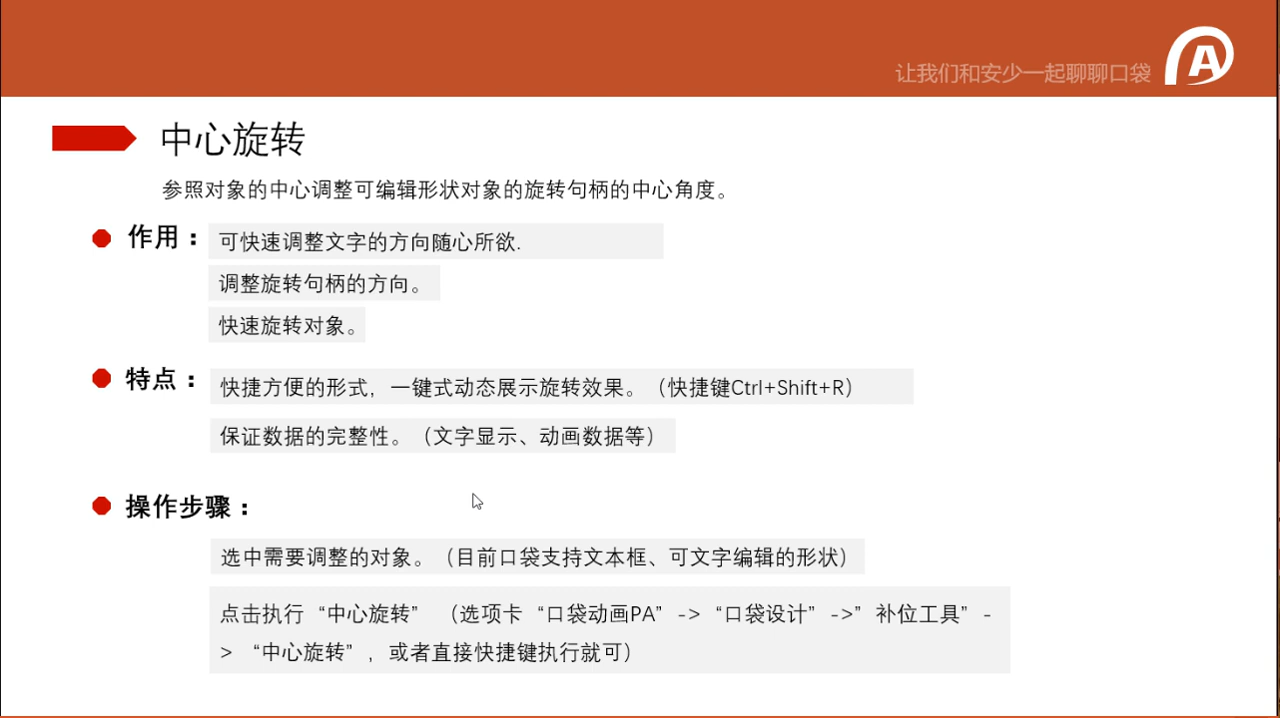 让我们和安少一起聊聊口袋
中心旋转
参照对象的中心调整可编辑形状对象的旋转句柄的中心角度。
作用：
可快速调整文字的方向随心所欲.
调整旋转句柄的方向。
快速旋转对象。
特点：
快捷方便的形式，一键式动态展示旋转效果。（快捷键Ctrl+Shift+R）
保证数据的完整性。（文字显示、动画数据等）
操作步骤：
选中需要调整的对象。（目前口袋支持文本框、可文字编辑的形状）
点击执行“中心旋转”（选项卡“口袋动画PA” -> “口袋设计” ->” 补位工具” -
> “中心旋转”，或者直接快捷键执行就可）